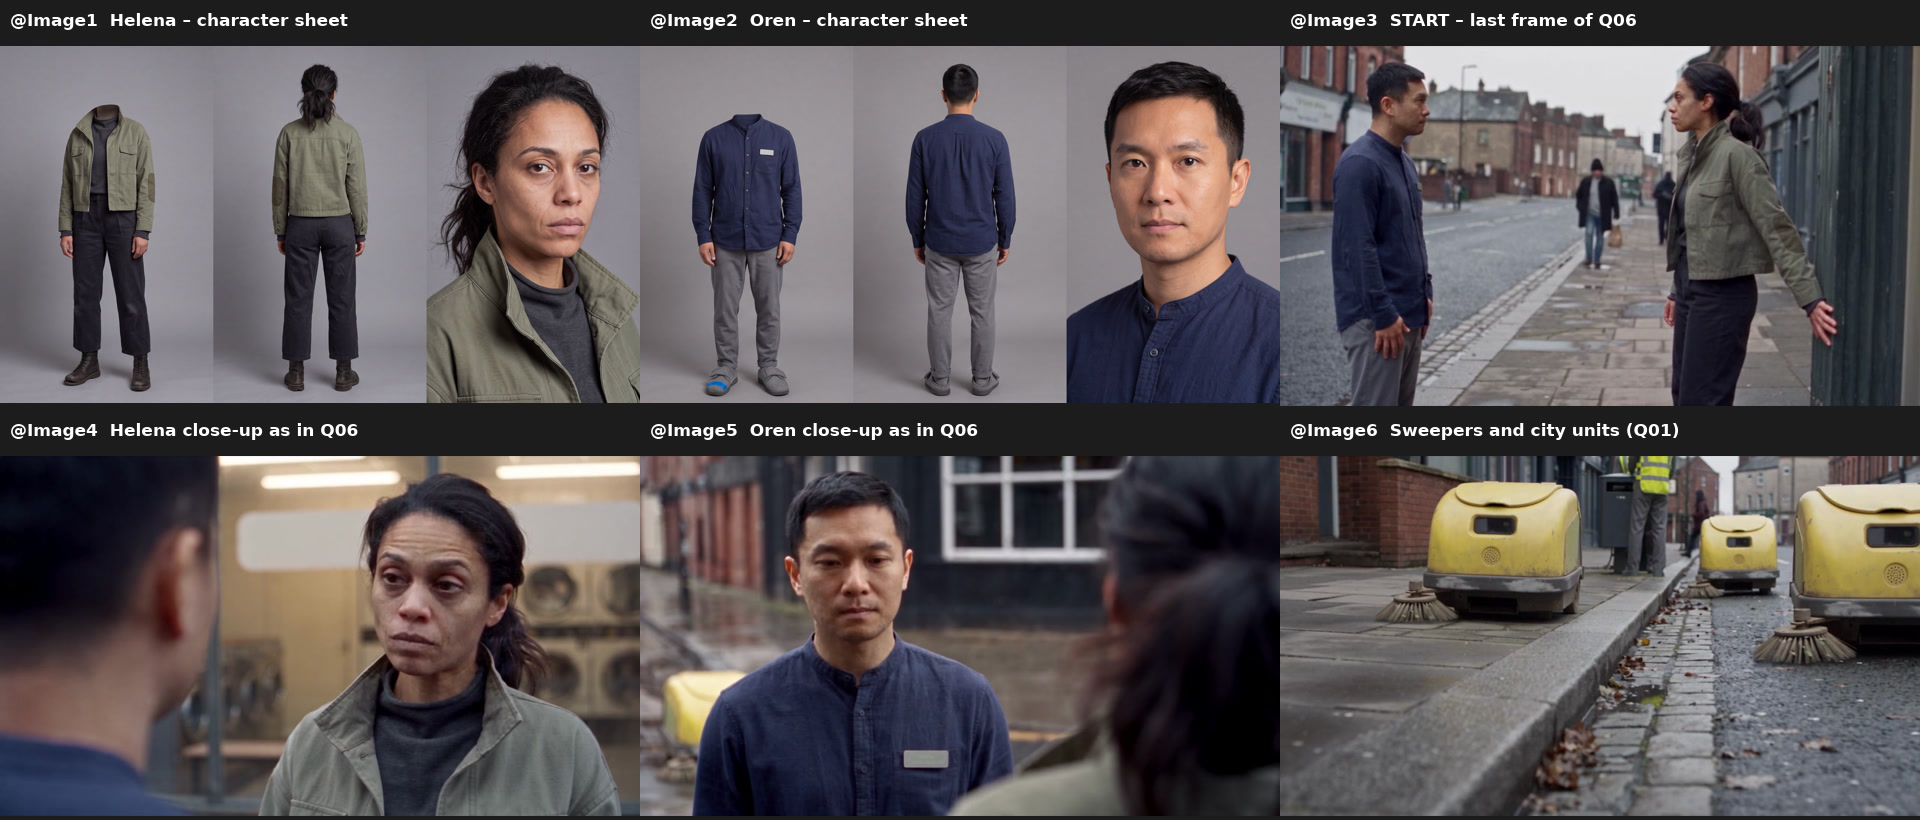 @Image1 Helena – character sheet
@Image2 Oren – character sheet
@Image3 START – last frame of Q06
@Image4 Helena close-up as in Q06
@Image5 Oren close-up as in Q06
@Image6 Sweepers and city units (Q01)